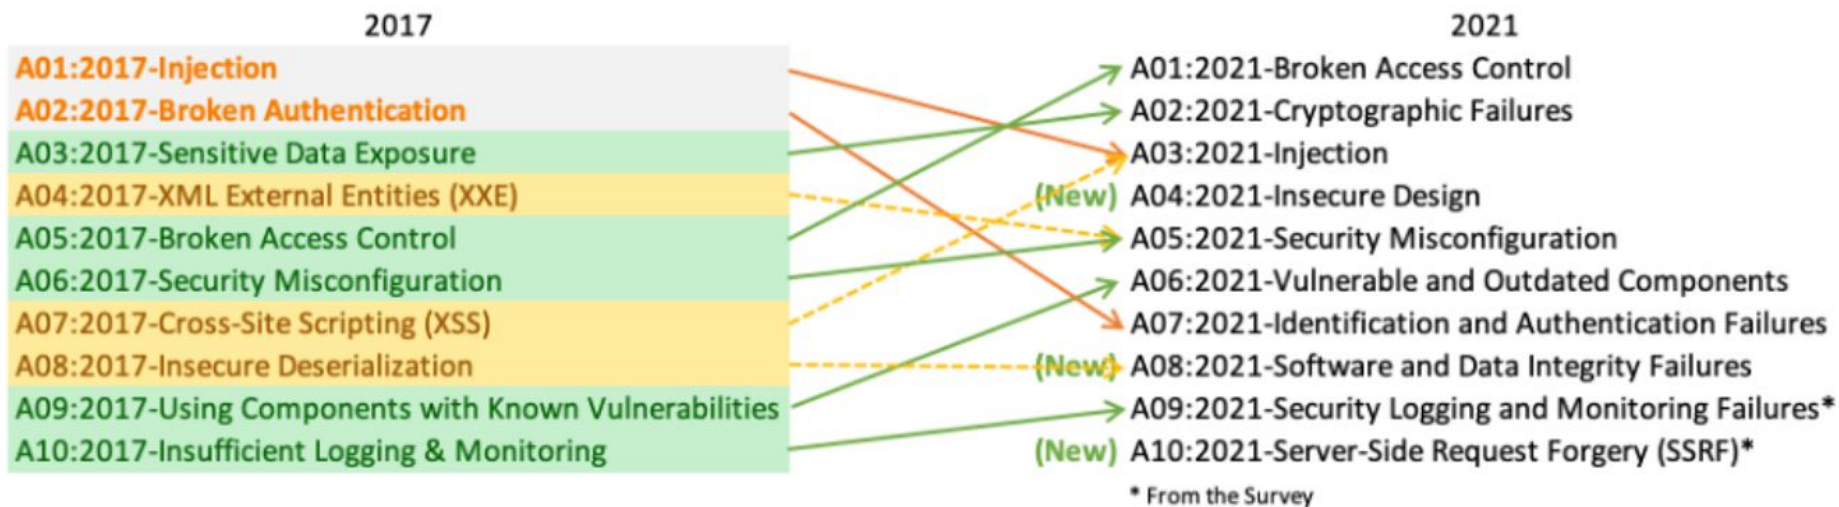 2017
A01:2017-Injection
A02:2017-Broken Authentication
A03:2017-Sensitive Data Exposure
A04:2017-XML External Entities (XXE)
A05:2017-Broken Access Control
A06:2017-Security Misconfiguration
A07:2017-Cross-Site Scripting (XSS)
A08:2017-Insecure Deserialization
A09:2017-Using Components with Known Vulnerabilities
A10:2017-Insufficient Logging & Monitoring
2021
A01:2021-Broken Access Control
A02:2021-Cryptographic Failures
A03:2021-Injection
(New) A04:2021-Insecure Design
A05:2021-Security Misconfiguration
A06:2021-Vulnerable and Outdated Components
A07:2021-Identification and Authentication Failures
(New) A08:2021-Software and Data Integrity Failures
A09:2021-Security Logging and Monitoring Failures*
(New) A10:2021-Server-Side Request Forgery (SSRF)*
* From the Survey